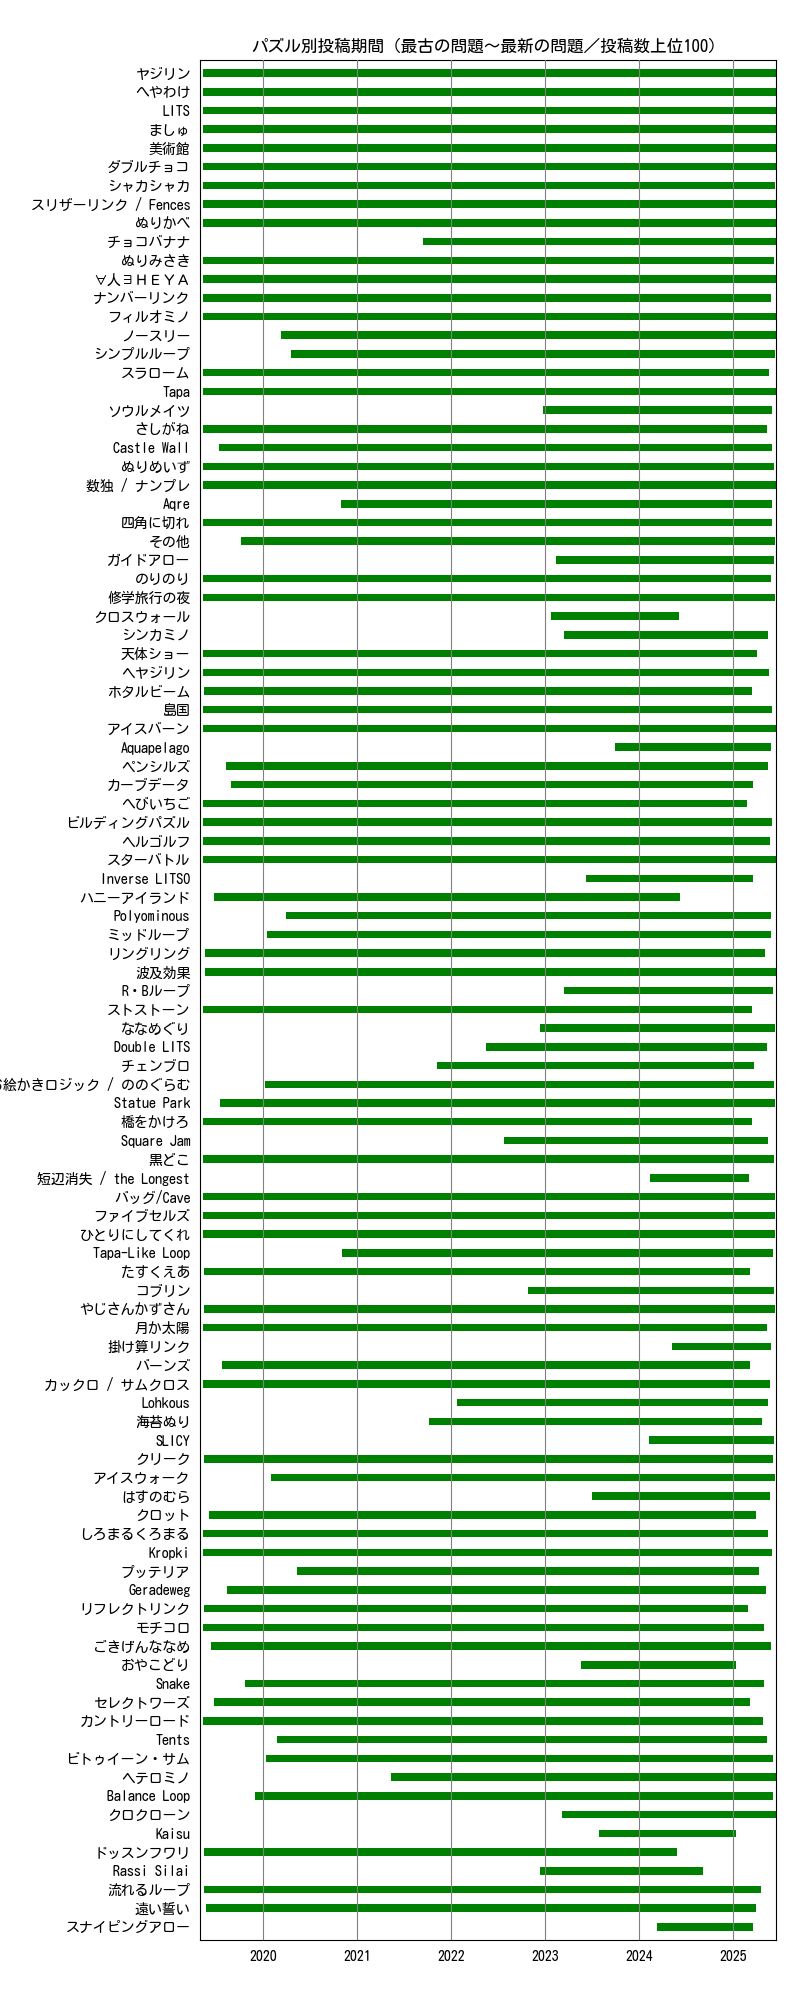 パズル別投稿期間（最古の問題～最新の問題／投稿数上位100）
ヤジリン
へやわけ
LITS
ましゅ
美術館
ダブルチョコ
シャカシャカ
スリザーリンク / Fences
ぬりかべ
チョコバナナ
ぬりみさき
∀人ヨＨＥＹＡ
ナンバーリンク
フィルオミノ
ノースリー
シンプルループ
スラローム
Tapa
ソウルメイツ
さしがね
Castle Wall
ぬりめいず
数独 / ナンプレ
Aqre
四角に切れ
その他
ガイドアロー
のりのり
修学旅行の夜
クロスウォール
シンカミノ
天体ショー
ヘヤジリン
ホタルビーム
島国
アイスバーン
Aquapelago
ペンシルズ
カーブデータ
へびいちご
ビルディングパズル
ヘルゴルフ
スターバトル
Inverse LITSO
ハニーアイランド
Polyominous
ミッドループ
リングリング
波及効果
R・Bループ
ストストーン
ななめぐり
Double LITS
チェンブロ
絵かきロジック / ののぐらむ
Statue Park
橋をかけろ
Square Jam
黒どこ
短辺消失 / the Longest
バッグ/Cave
ファイブセルズ
ひとりにしてくれ
Tapa-Like Loop
たすくえあ
コブリン
やじさんかずさん
月か太陽
掛け算リンク
バーンズ
カックロ / サムクロス
Lohkous
海苔ぬり
SLICY
クリーク
アイスウォーク
はすのむら
クロット
しろまるくろまる
Kropki
プッテリア
Geradeweg
リフレクトリンク
モチコロ
ごきげんななめ
おやこどり
Snake
セレクトワーズ
カントリーロード
Tents
ビトゥイーン・サム
ヘテロミノ
Balance Loop
クロクローン
Kaisu
ドッスンフワリ
Rassi Silai
流れるループ
遠い誓い
スナイピングアロー
2020 2021 2022 2023 2024 2025